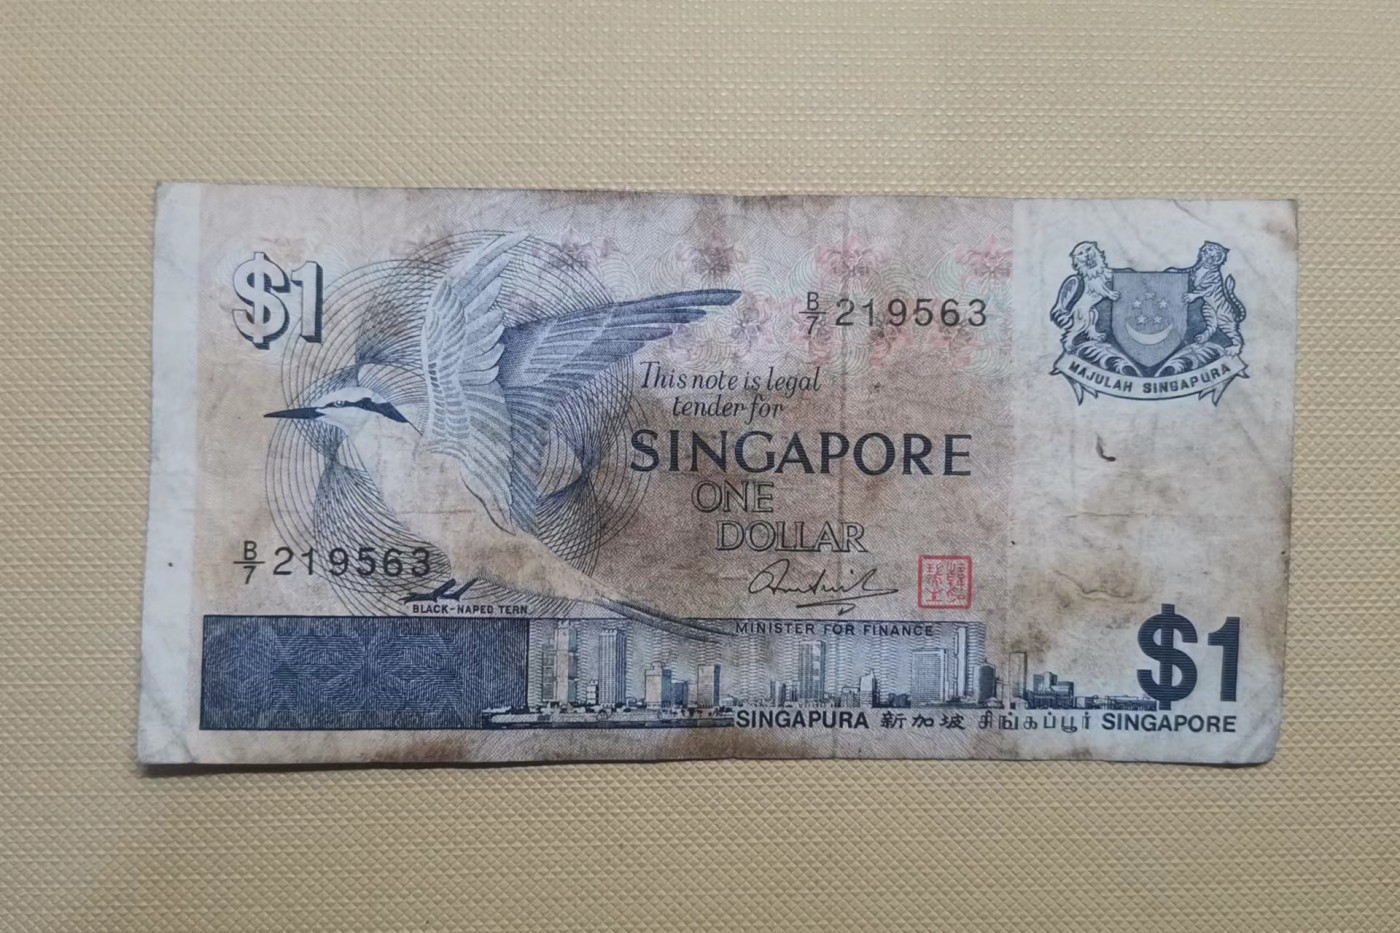 $1
B/7 219563
MAJULAH SINGAPURA
This note is legal
tender for
SINGAPORE
ONE
DOLLAR
B/7 219563
BLACK-NAPED TERN
MINISTER FOR FINANCE
$1
SINGAPURA 新加坡 சிங்கப்பூர் SINGAPORE